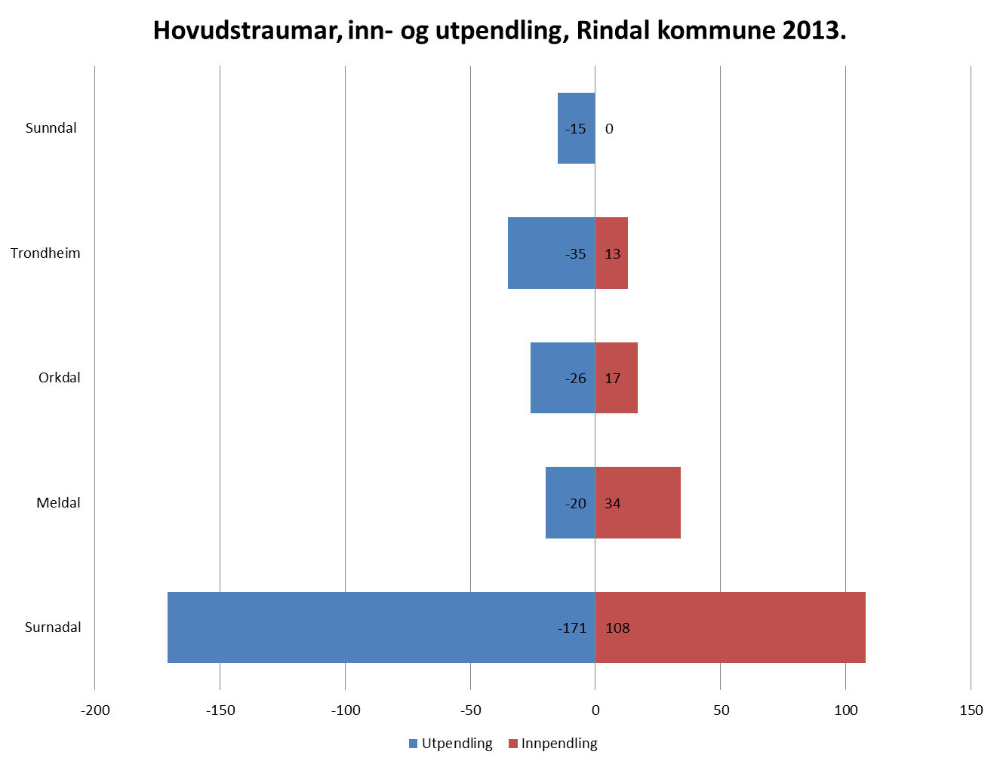 Hovudstraumar, inn- og utpendling, Rindal kommune 2013.
Sunndal -15 0
Trondheim -35 13
Orkdal -26 17
Meldal -20 34
Surnadal -171 108
-200 -150 -100 -50 0 50 100 150
Utpendling Innpendling